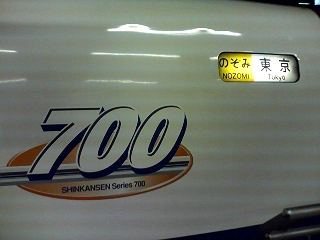 のぞみ 東京
NOZOMI Tokyo
700
SHINKANSEN Series 700